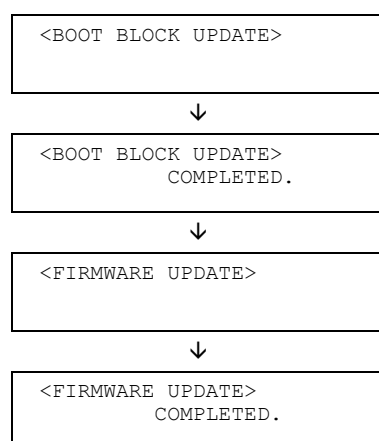 <BOOT BLOCK UPDATE>
<BOOT BLOCK UPDATE>
COMPLETED.
<FIRMWARE UPDATE>
<FIRMWARE UPDATE>
COMPLETED.